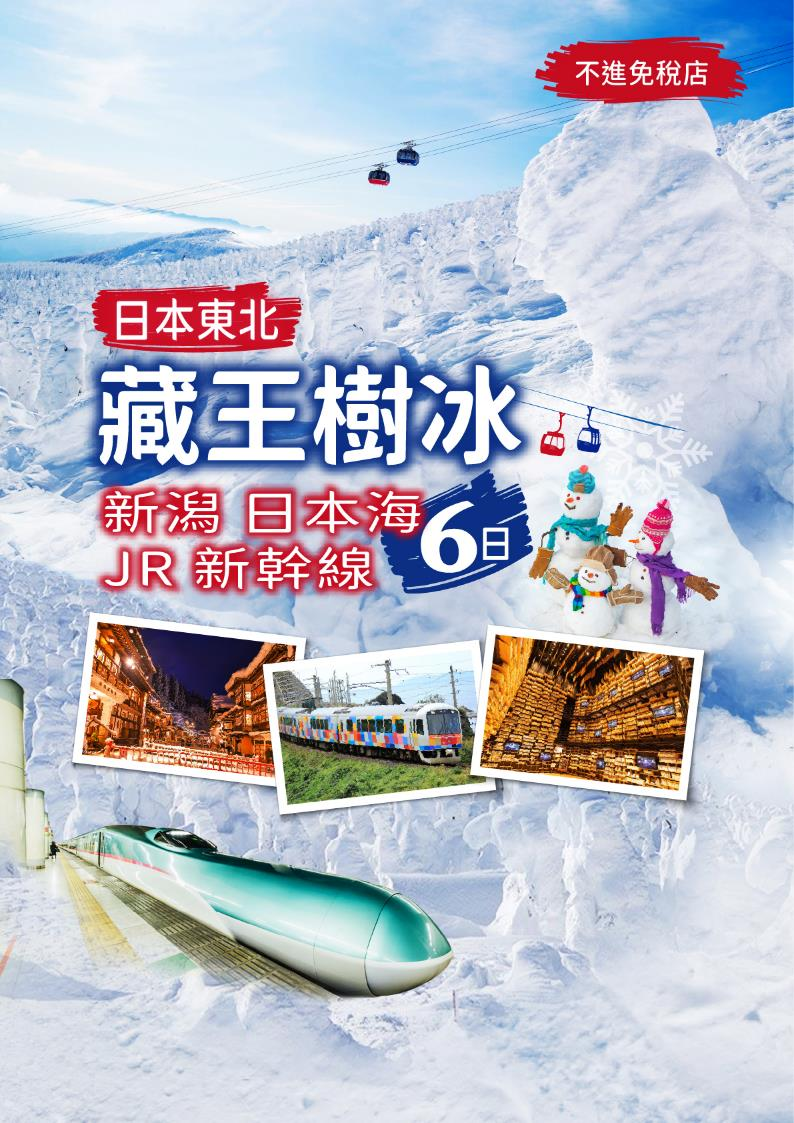 不進免稅店
日本東北
藏王樹冰
新潟 日本海
JR 新幹線
6日